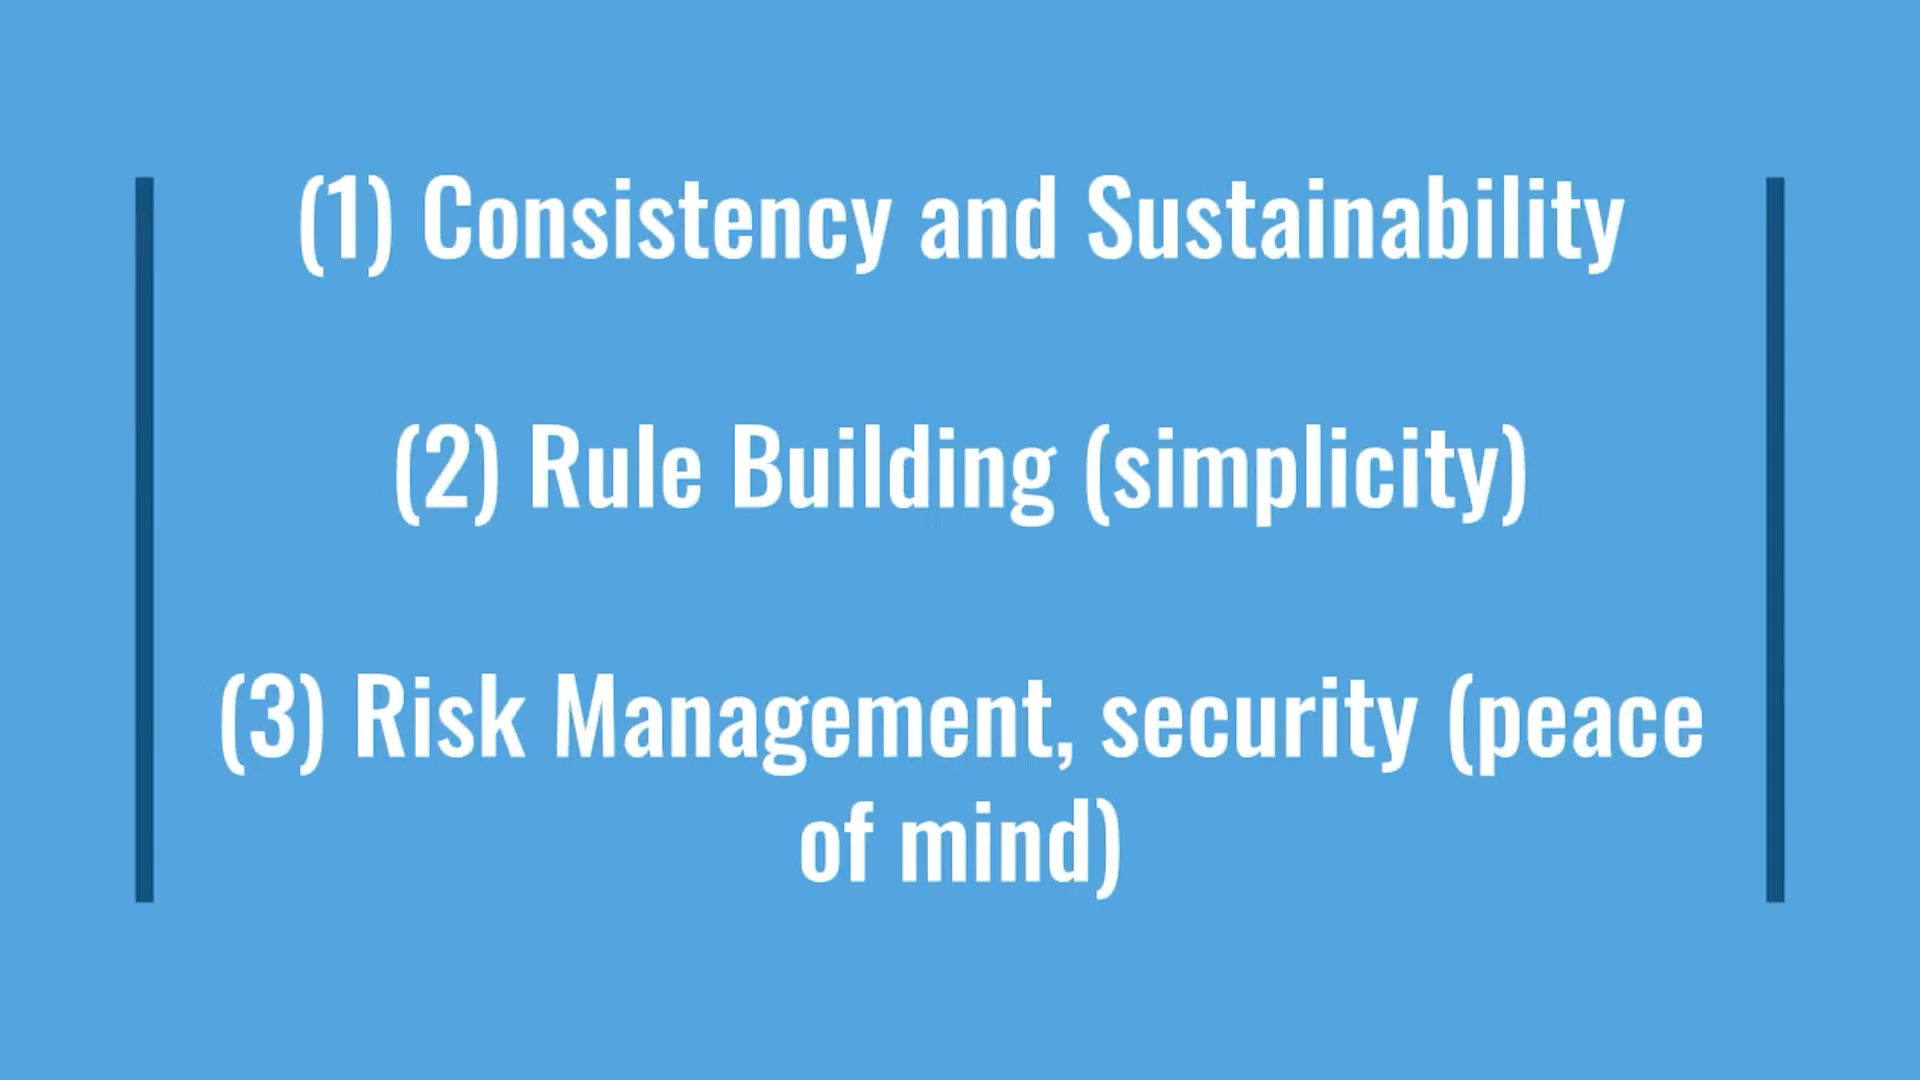 (1) Consistency and Sustainability
(2) Rule Building (simplicity)
(3) Risk Management, security (peace
of mind)